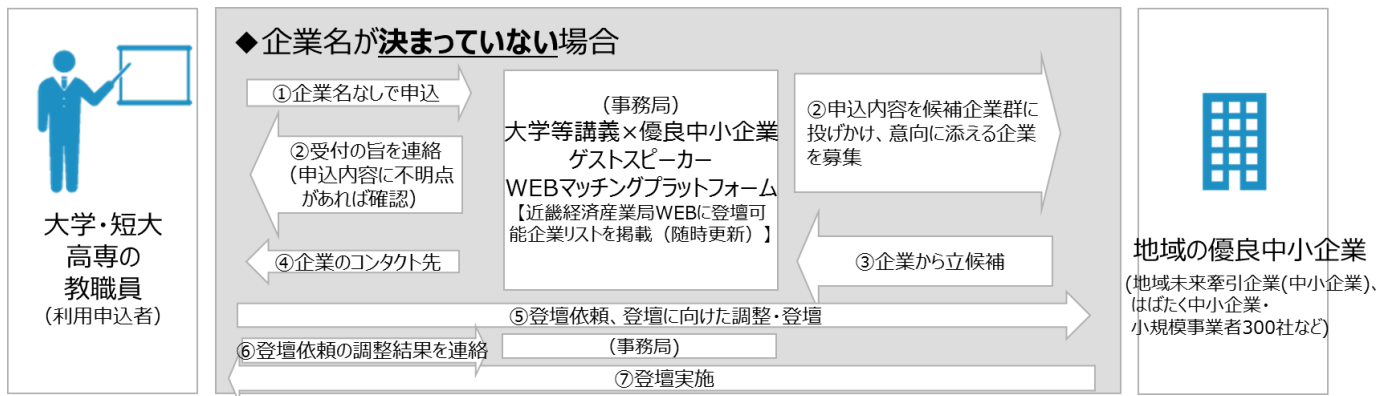 ◆企業名が決まっていない場合
大学・短大
高専の
教職員
（利用申込者）
①企業名なしで申込
②受付の旨を連絡
（申込内容に不明点
があれば確認）
④企業のコンタクト先
（事務局）
大学等講義×優良中小企業
ゲストスピーカー
WEBマッチングプラットフォーム
【近畿経済産業局WEBに登壇可
能企業リストを掲載（随時更新）】
②申込内容を候補企業群に
投げかけ、意向に添える企業
を募集
③企業から立候補
⑤登壇依頼、登壇に向けた調整・登壇
⑥登壇依頼の調整結果を連絡
（事務局）
⑦登壇実施
地域の優良中小企業
(地域未来牽引企業(中小企業)、
はばたく中小企業・
小規模事業者300社など)